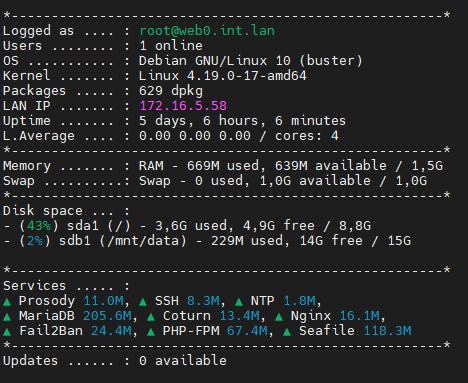 *-------------------------------------------------------*
Logged as .... : root@web0.int.lan
Users ........ : 1 online
OS ........... : Debian GNU/Linux 10 (buster)
Kernel ....... : Linux 4.19.0-17-amd64
Packages ..... : 629 dpkg
LAN IP ....... : 172.16.5.58
Uptime ....... : 5 days, 6 hours, 6 minutes
L.Average .... : 0.00 0.00 0.00 / cores: 4
*-------------------------------------------------------*
Memory ....... : RAM - 669M used, 639M available / 1,5G
Swap ..........: Swap - 0 used, 1,0G available / 1,0G
*-------------------------------------------------------*
Disk space ... :
- (43%) sda1 (/) - 3,6G used, 4,9G free / 8,8G
- (2%) sdb1 (/mnt/data) - 229M used, 14G free / 15G
*-------------------------------------------------------*
Services ..... :
▲ Prosody 11.0M, ▲ SSH 8.3M, ▲ NTP 1.8M,
▲ MariaDB 205.6M, ▲ Coturn 13.4M, ▲ Nginx 16.1M,
▲ Fail2Ban 24.4M, ▲ PHP-FPM 67.4M, ▲ Seafile 118.3M
*-------------------------------------------------------*
Updates ...... : 0 available